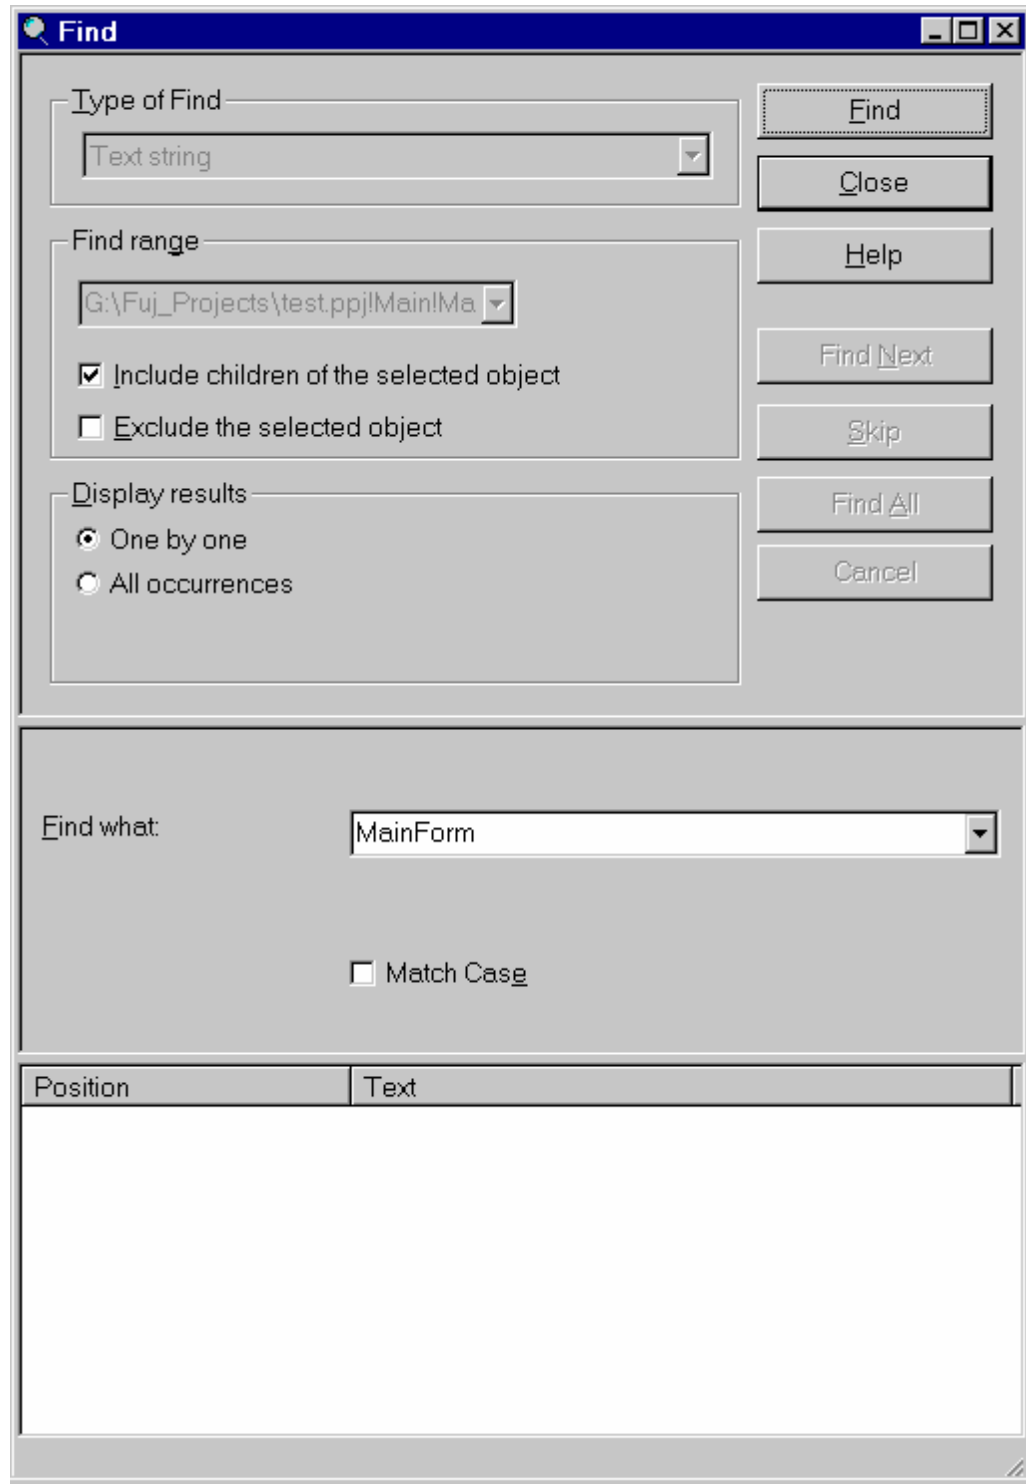 Find
Type of Find
Text string
Find
Close
Find range
Help
G:\Fuj_Projects\test.ppj!Main!Ma
Include children of the selected object
Find Next
Exclude the selected object
Skip
Display results
Find All
One by one
Cancel
All occurrences
Find what:
MainForm
Match Case
Position Text